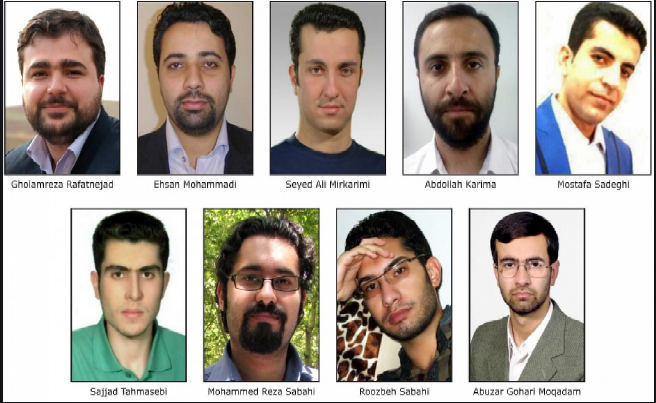 Gholamreza Rafatnejad
Ehsan Mohammadi
Seyed Ali Mirkarimi
Abdollah Karima
Mostafa Sadeghi
Sajjad Tahmasebi
Mohammed Reza Sabahi
Roozbeh Sabahi
Abuzar Gohari Moqadam